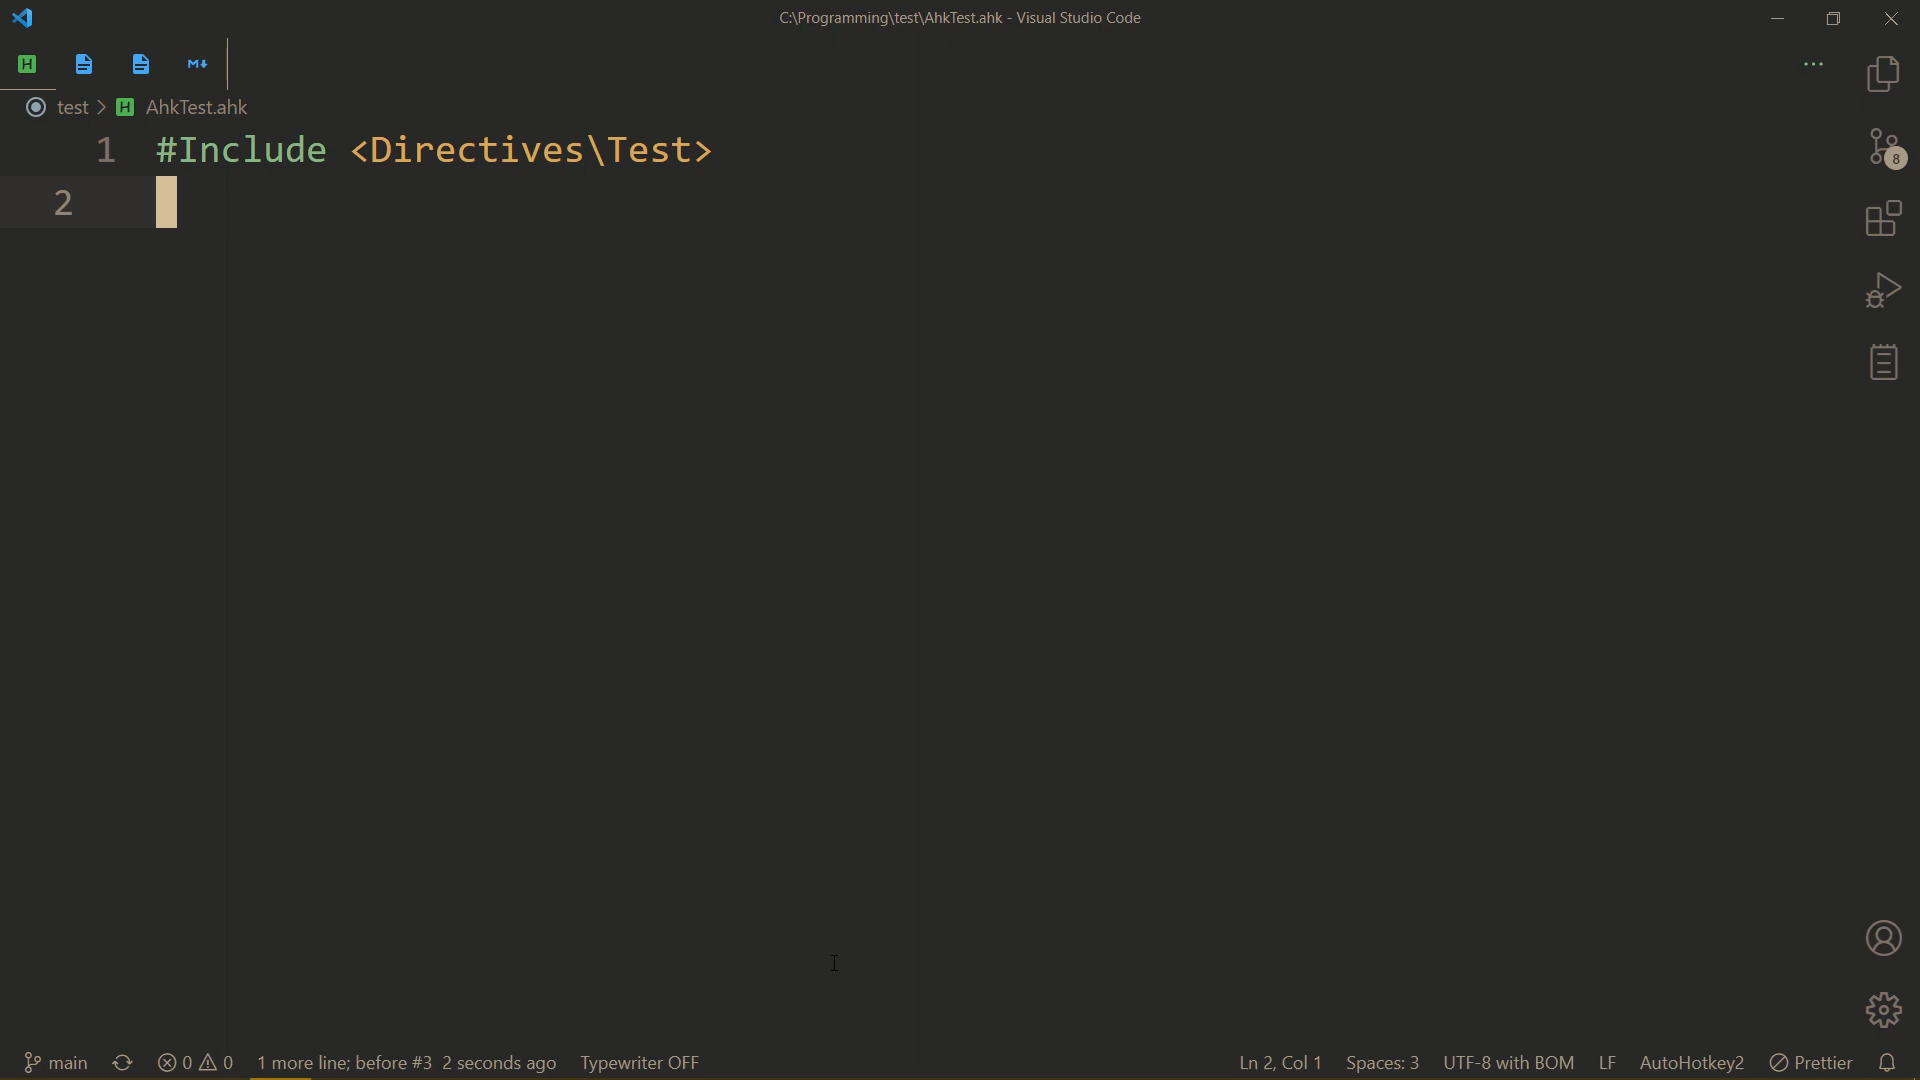 C:\Programming\test\AhkTest.ahk - Visual Studio Code
H M
test > H AhkTest.ahk
1 #Include <Directives\Test>
2
8
main 0 0 1 more line; before #3 2 seconds ago Typewriter OFF Ln 2, Col 1 Spaces: 3 UTF-8 with BOM LF AutoHotkey2 Prettier